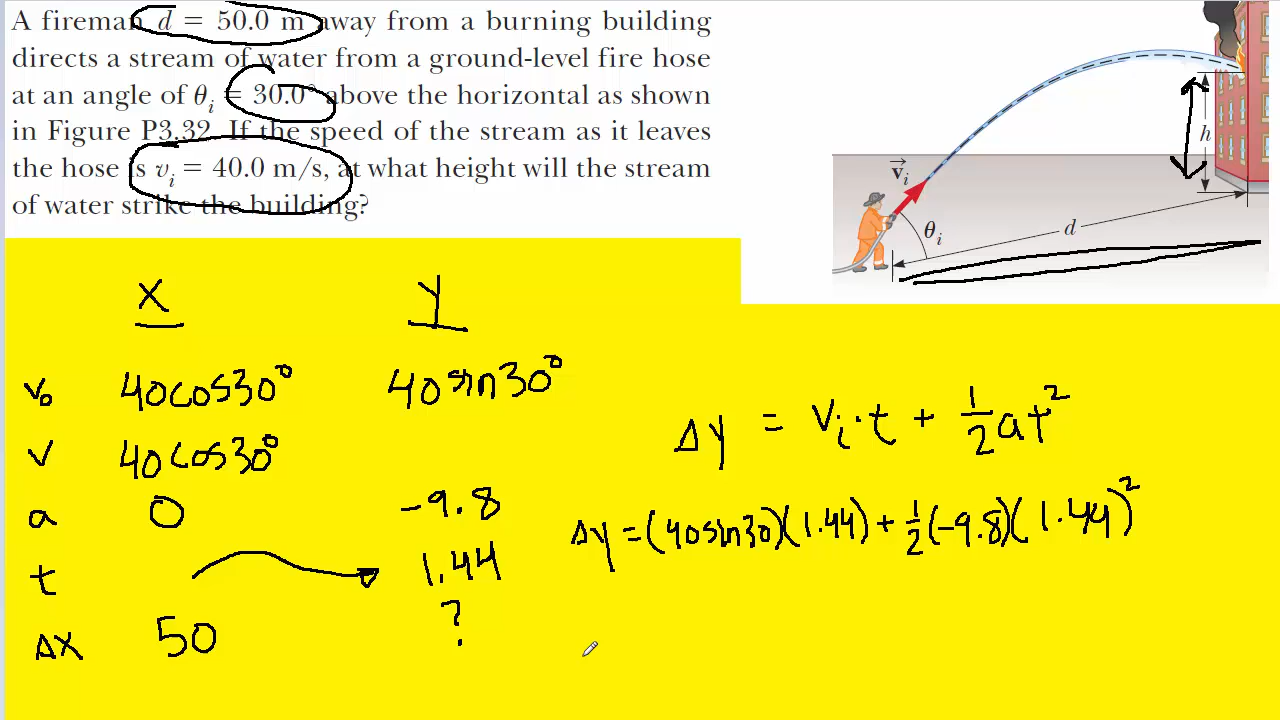 A fireman d = 50.0 m away from a burning building
directs a stream of water from a ground-level fire hose
at an angle of θi = 30.0° above the horizontal as shown
in Figure P3.32. If the speed of the stream as it leaves
the hose is vi = 40.0 m/s, at what height will the stream
of water strike the building?
h
vi
θi
d
x y
v₀ 40cos30° 40sin30°
v 40cos30°
a 0 -9.8
t 1.44
Δx 50 ?
Δy = vi·t + 1/2 at²
Δy = (40sin30)(1.44) + 1/2(-9.8)(1.44)²